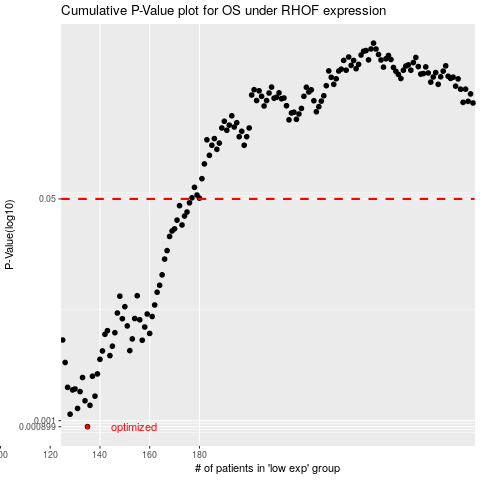 Cumulative P-Value plot for OS under RHOF expression
P-Value(log10)
0.05
0.001
0.000899
optimized
00 120 140 160 180
# of patients in 'low exp' group